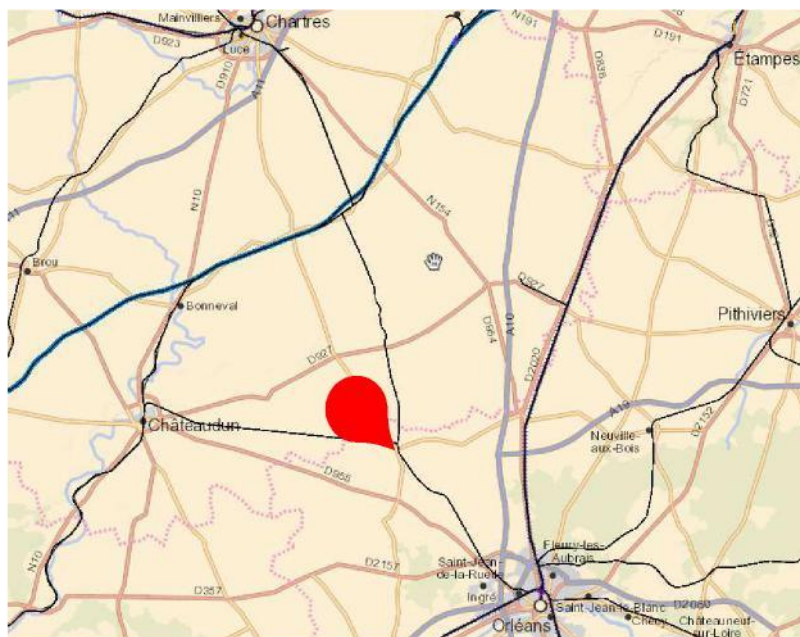 Mainvilliers
Chartres
N191
D191
D923
Lucé
D910
A11
D838
Étampes
D721
N10
N154
Brou
Bonneval
D927
D927
D954
A10
Pithiviers
D2020
Châteaudun
A19
D2152
Neuville-
aux-Bois
D955
N10
D2157
D357
Saint-Jean-
de-la-Ruelle
Fleury-les-
Aubrais
Ingré
Saint-Jean-le-Blanc
D2060
Orléans
Chécy
Châteauneuf-
sur-Loire